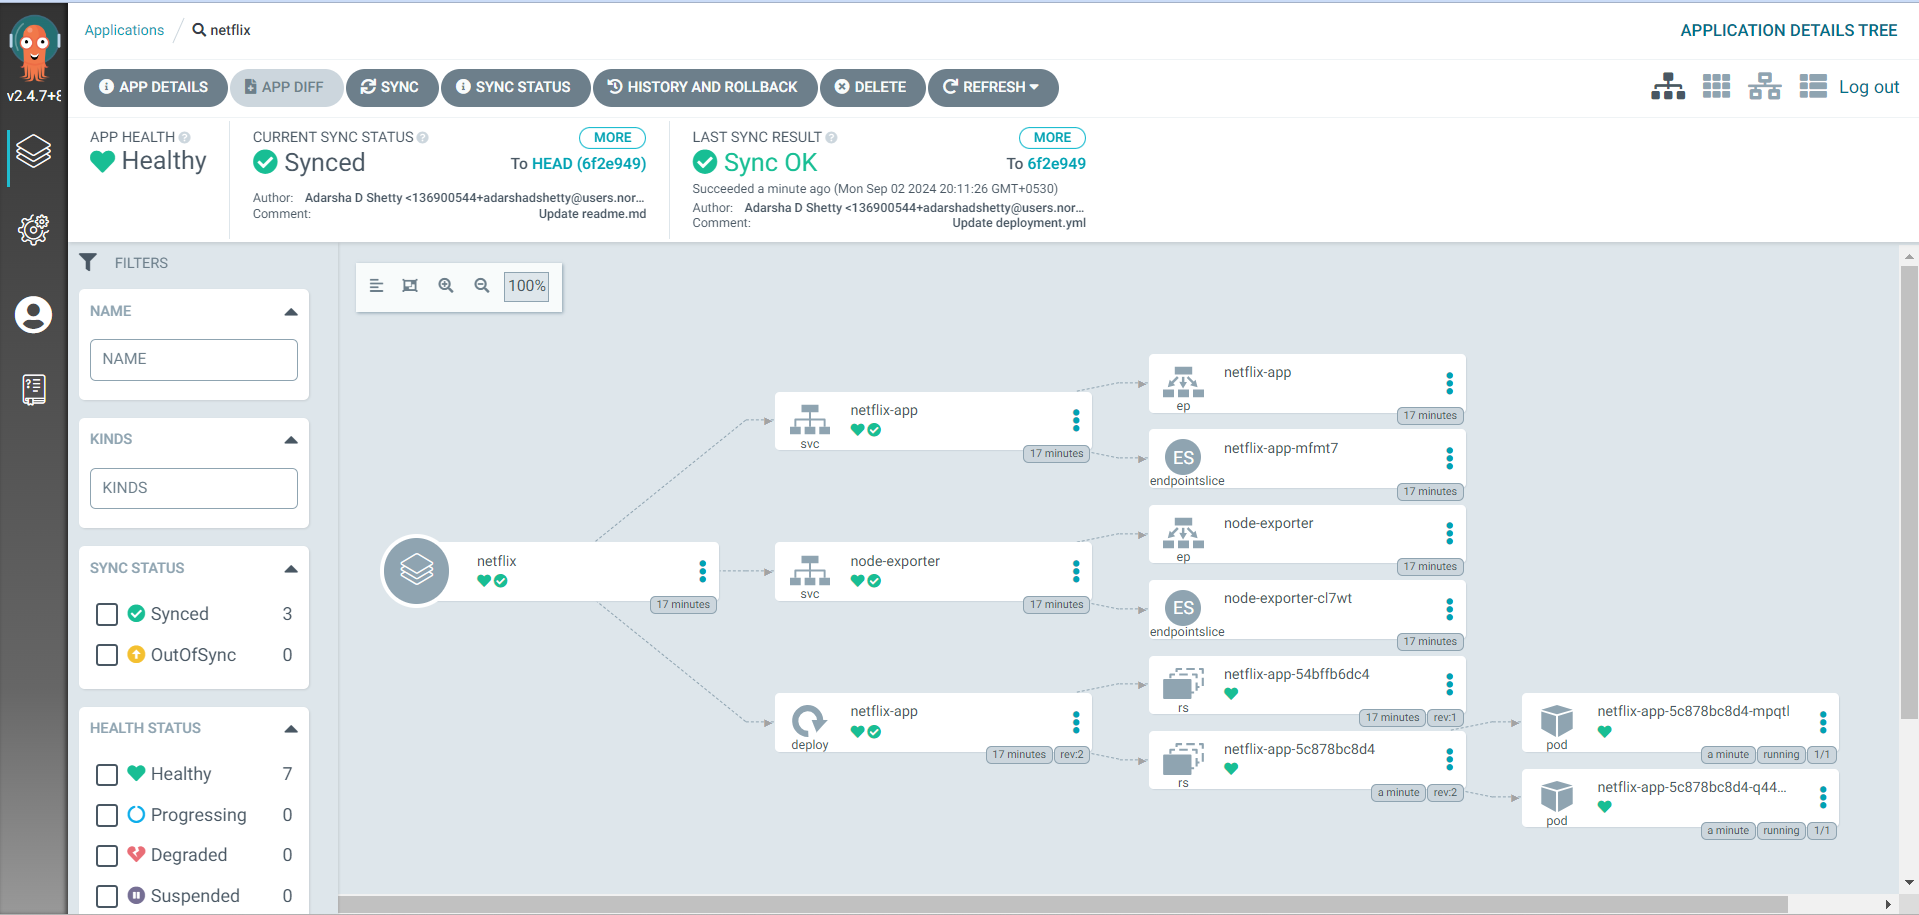 Applications
netflix
APPLICATION DETAILS TREE
v2.4.7+8
APP DETAILS
APP DIFF
SYNC
SYNC STATUS
HISTORY AND ROLLBACK
DELETE
REFRESH
Log out
APP HEALTH
Healthy
CURRENT SYNC STATUS
MORE
Synced
To HEAD (6f2e949)
Author: Adarsha D Shetty <136900544+adarshadshetty@users.nor...
Comment: Update readme.md
LAST SYNC RESULT
MORE
Sync OK
To 6f2e949
Succeeded a minute ago (Mon Sep 02 2024 20:11:26 GMT+0530)
Author: Adarsha D Shetty <136900544+adarshadshetty@users.nor...
Comment: Update deployment.yml
FILTERS
NAME
NAME
KINDS
KINDS
SYNC STATUS
Synced 3
OutOfSync 0
HEALTH STATUS
Healthy 7
Progressing 0
Degraded 0
Suspended 0
100%
netflix
17 minutes
svc
netflix-app
17 minutes
svc
node-exporter
17 minutes
deploy
netflix-app
17 minutes
rev:2
ep
netflix-app
17 minutes
ES
endpointslice
netflix-app-mfmt7
17 minutes
ep
node-exporter
17 minutes
ES
endpointslice
node-exporter-cl7wt
17 minutes
rs
netflix-app-54bffb6dc4
17 minutes
rev:1
rs
netflix-app-5c878bc8d4
a minute
rev:2
pod
netflix-app-5c878bc8d4-mpqtl
a minute
running
1/1
pod
netflix-app-5c878bc8d4-q44...
a minute
running
1/1